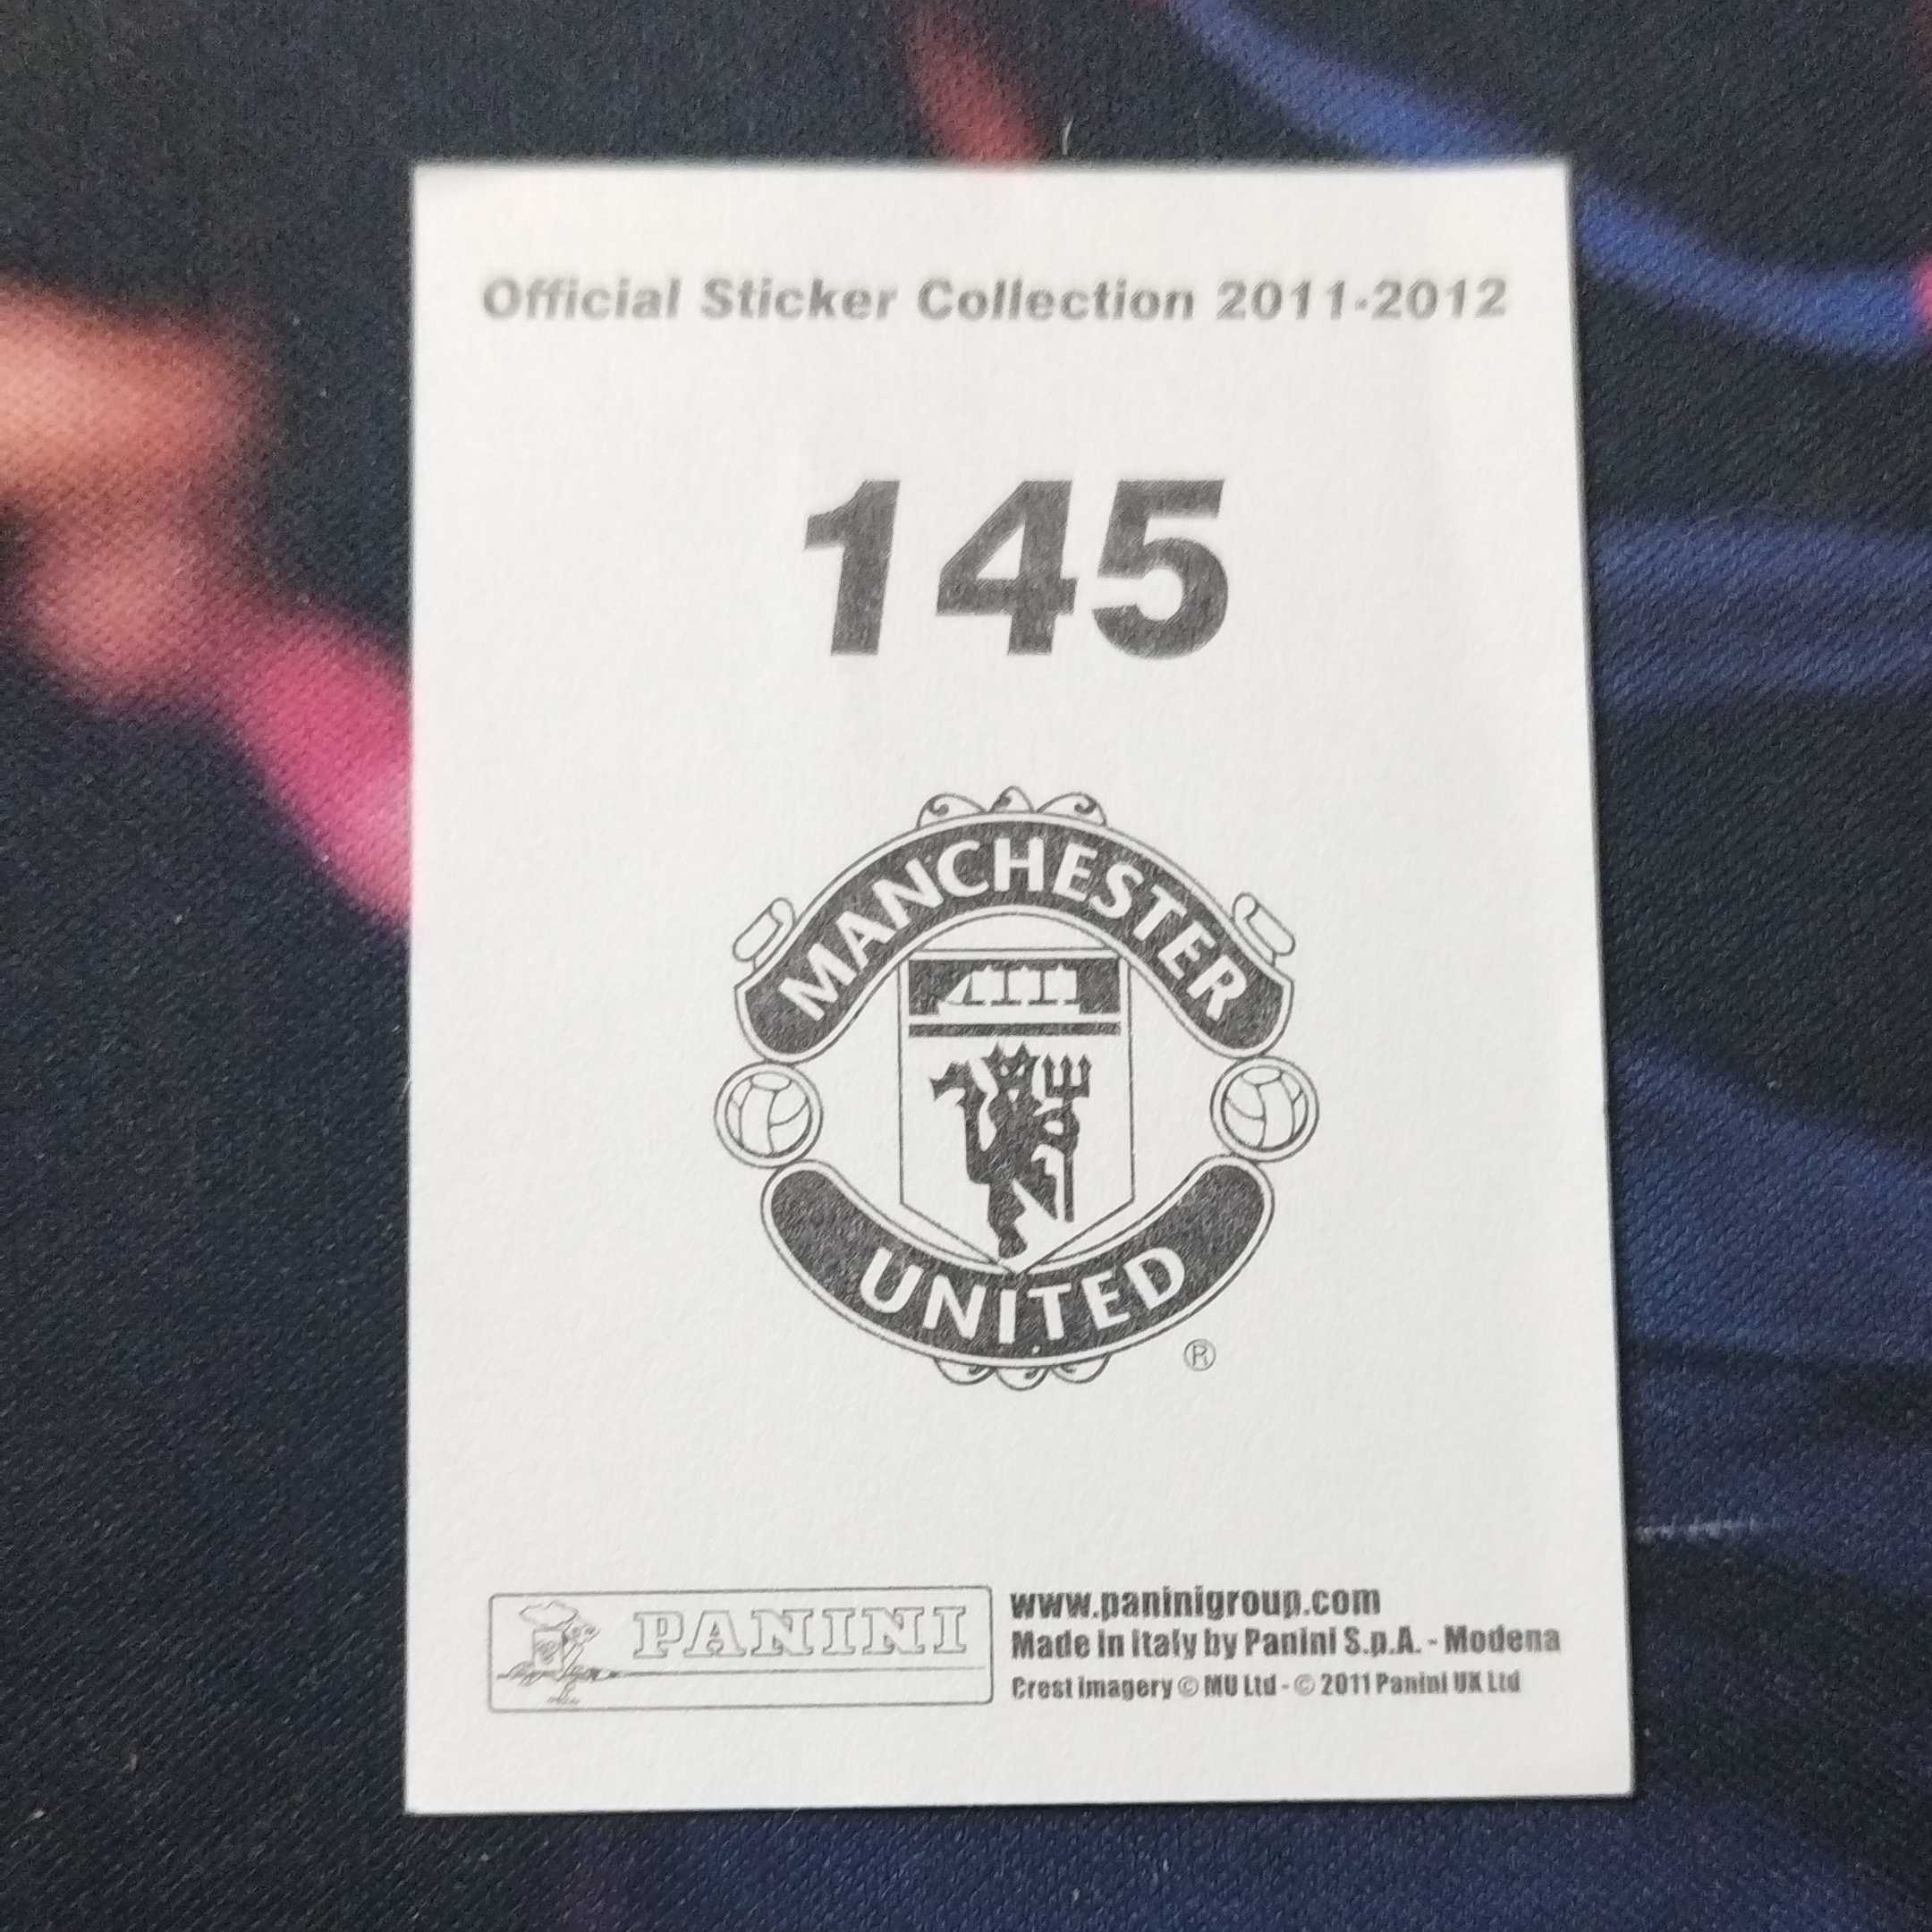 Official Sticker Collection 2011-2012
145
MANCHESTER
UNITED
®
PANINI
www.paninigroup.com
Made in Italy by Panini S.p.A. - Modena
Crest imagery © MU Ltd - © 2011 Panini UK Ltd